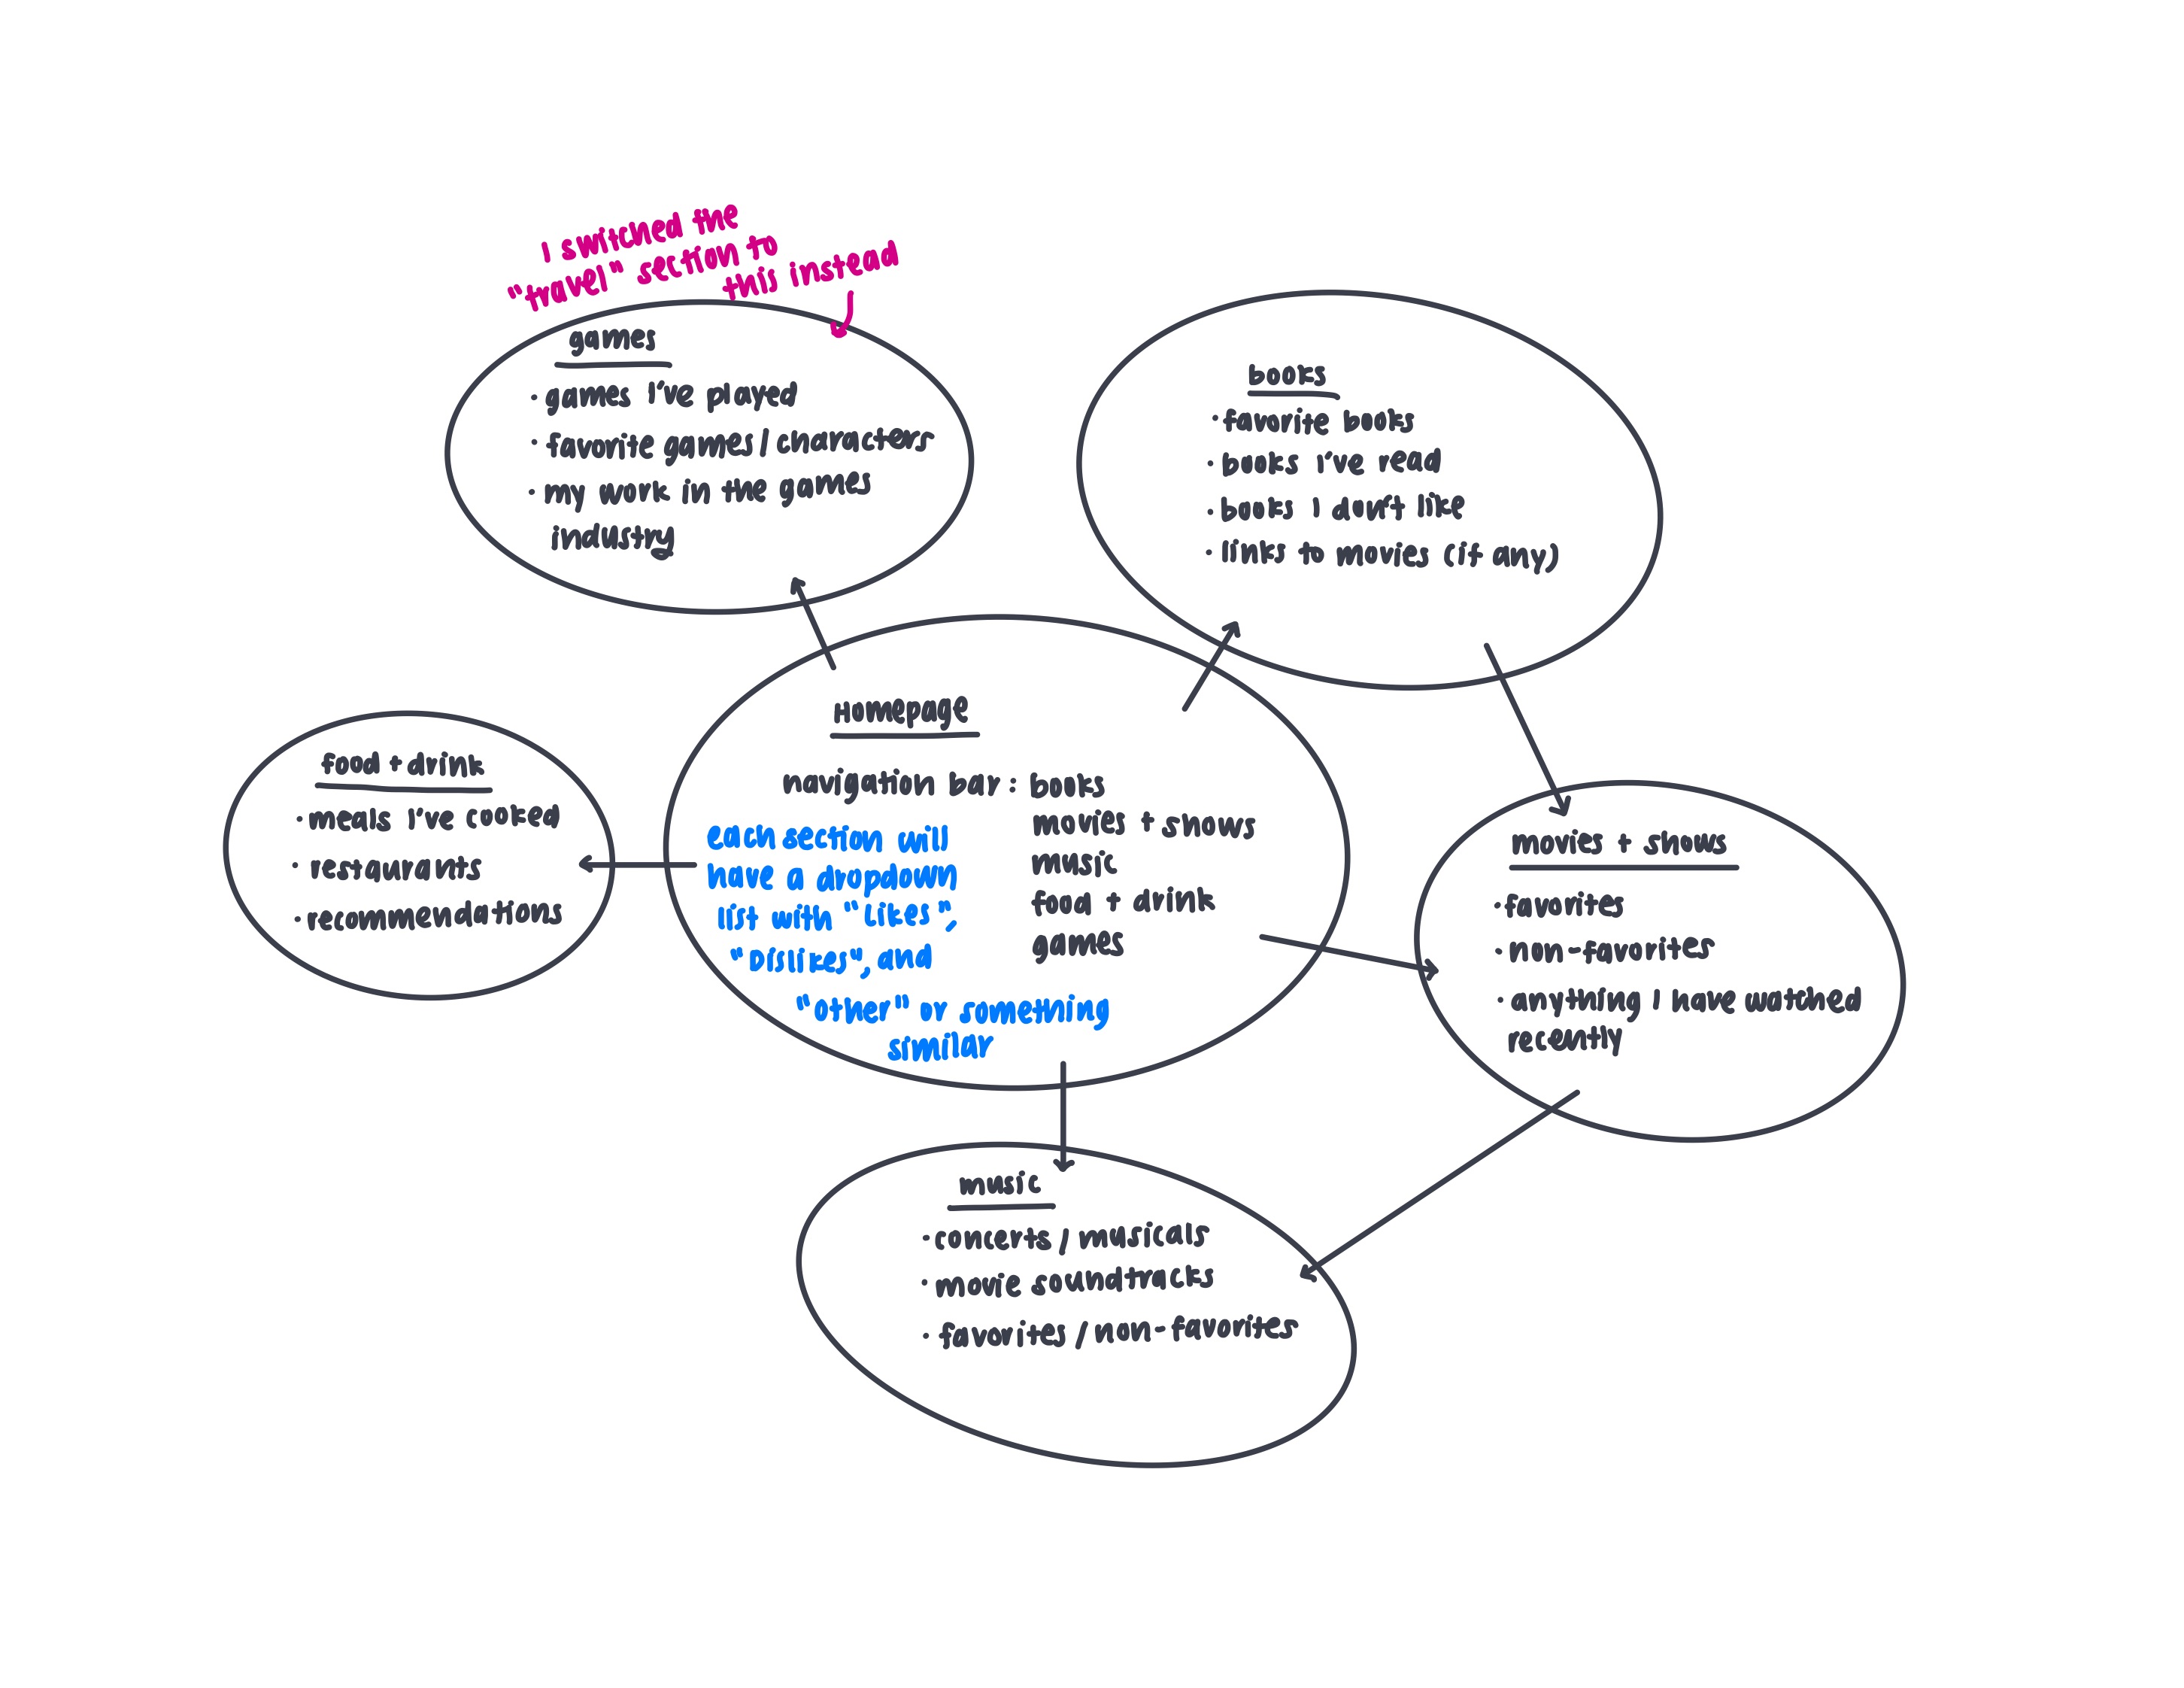 I switched the
"travel" section to
this instead
games
· games I've played
· favorite games / characters
· my work in the games
industry
books
· favorite books
· books I've read
· books I don't like
· links to movies (if any)
Homepage
navigation bar: books
movies + shows
music
food + drink
games
each section will
have a dropdown
list with "Likes",
"Dislikes", and
"other" or something
similar
food + drink
· meals I've cooked
· restaurants
· recommendations
movies + shows
· favorites
· non-favorites
· anything I have watched
recently
music
· concerts / musicals
· movie soundtracks
· favorites / non-favorites